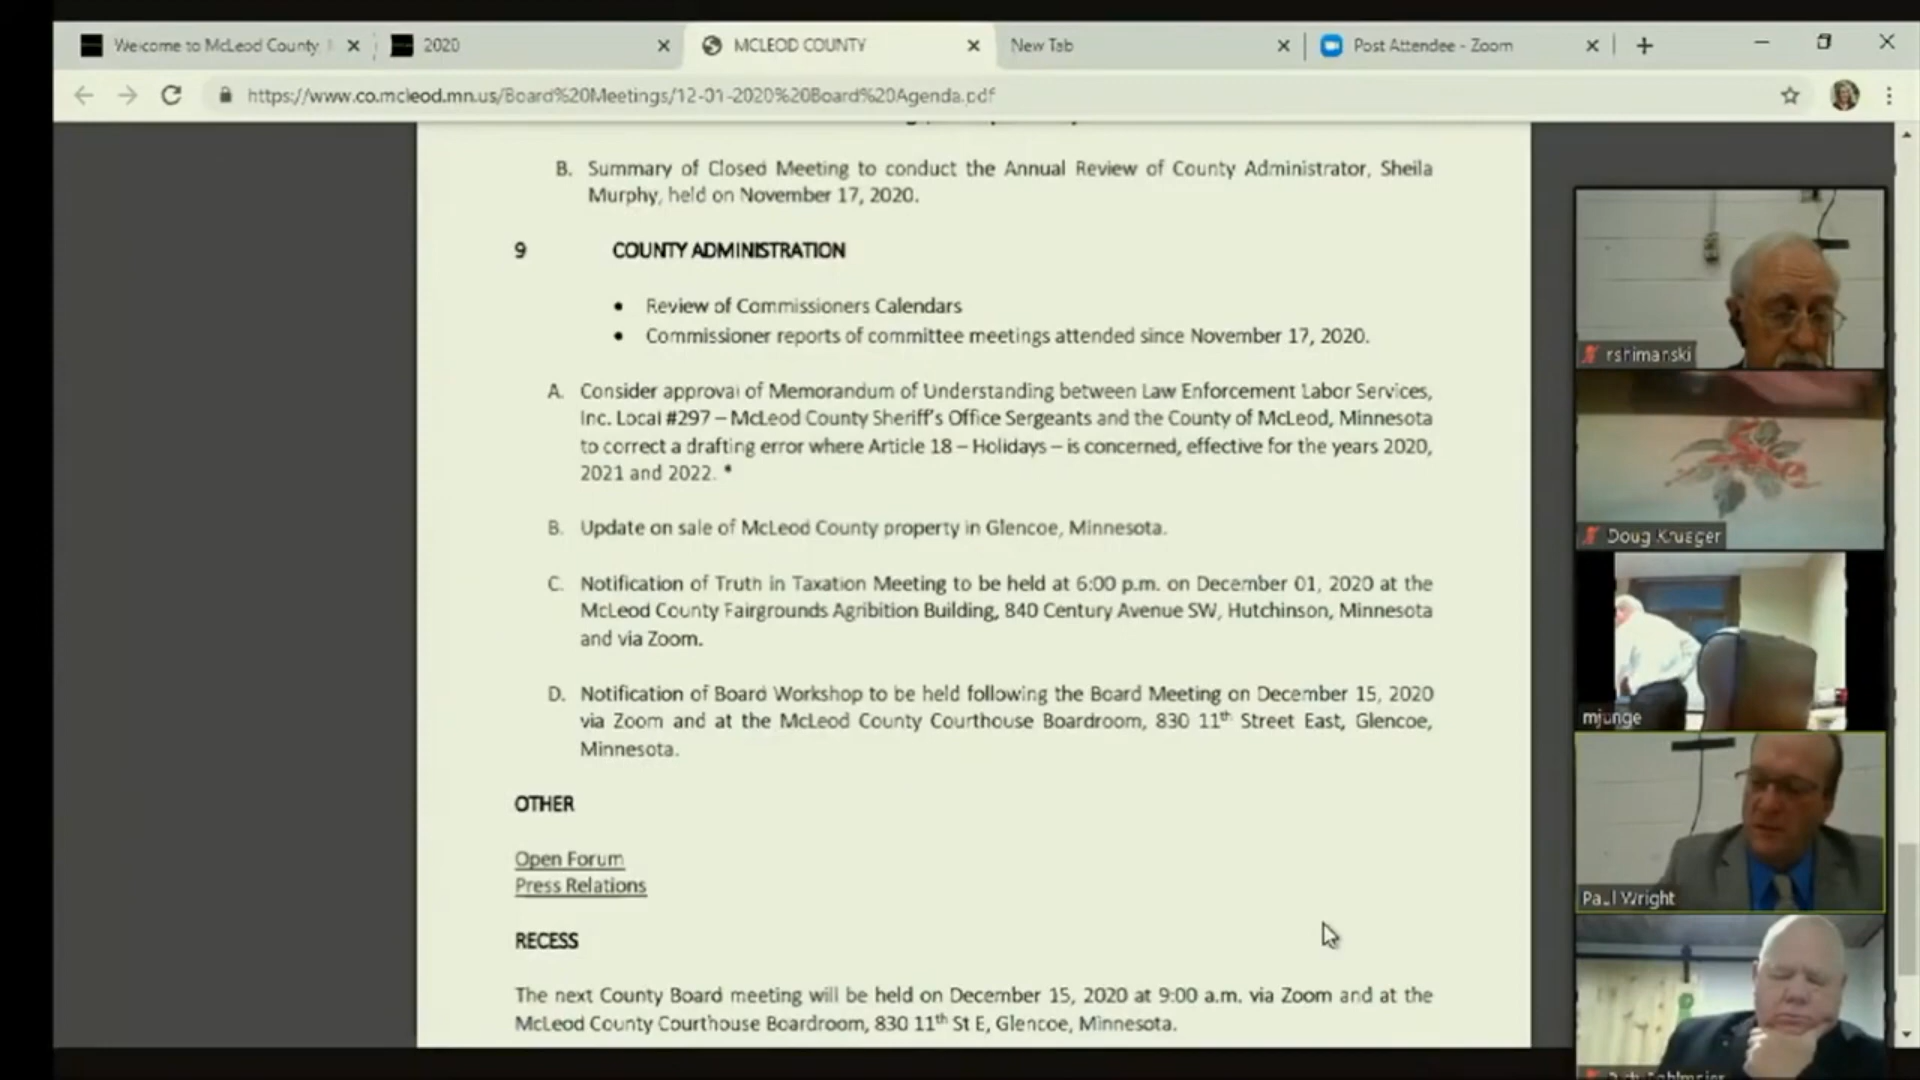 Welcome to McLeod County
2020
MCLEOD COUNTY
New Tab
Post Attendee - Zoom
https://www.co.mcleod.mn.us/Board%20Meetings/12-01-2020%20Board%20Agenda.pdf
B. Summary of Closed Meeting to conduct the Annual Review of County Administrator, Sheila
Murphy, held on November 17, 2020.
9 COUNTY ADMINISTRATION
• Review of Commissioners Calendars
• Commissioner reports of committee meetings attended since November 17, 2020.
A. Consider approval of Memorandum of Understanding between Law Enforcement Labor Services,
Inc. Local #297 – McLeod County Sheriff's Office Sergeants and the County of McLeod, Minnesota
to correct a drafting error where Article 18 – Holidays – is concerned, effective for the years 2020,
2021 and 2022. *
B. Update on sale of McLeod County property in Glencoe, Minnesota.
C. Notification of Truth in Taxation Meeting to be held at 6:00 p.m. on December 01, 2020 at the
McLeod County Fairgrounds Agribition Building, 840 Century Avenue SW, Hutchinson, Minnesota
and via Zoom.
D. Notification of Board Workshop to be held following the Board Meeting on December 15, 2020
via Zoom and at the McLeod County Courthouse Boardroom, 830 11th Street East, Glencoe,
Minnesota.
OTHER
Open Forum
Press Relations
RECESS
The next County Board meeting will be held on December 15, 2020 at 9:00 a.m. via Zoom and at the
McLeod County Courthouse Boardroom, 830 11th St E, Glencoe, Minnesota.
rshimanski
Doug Krueger
mjunge
Paul Wright